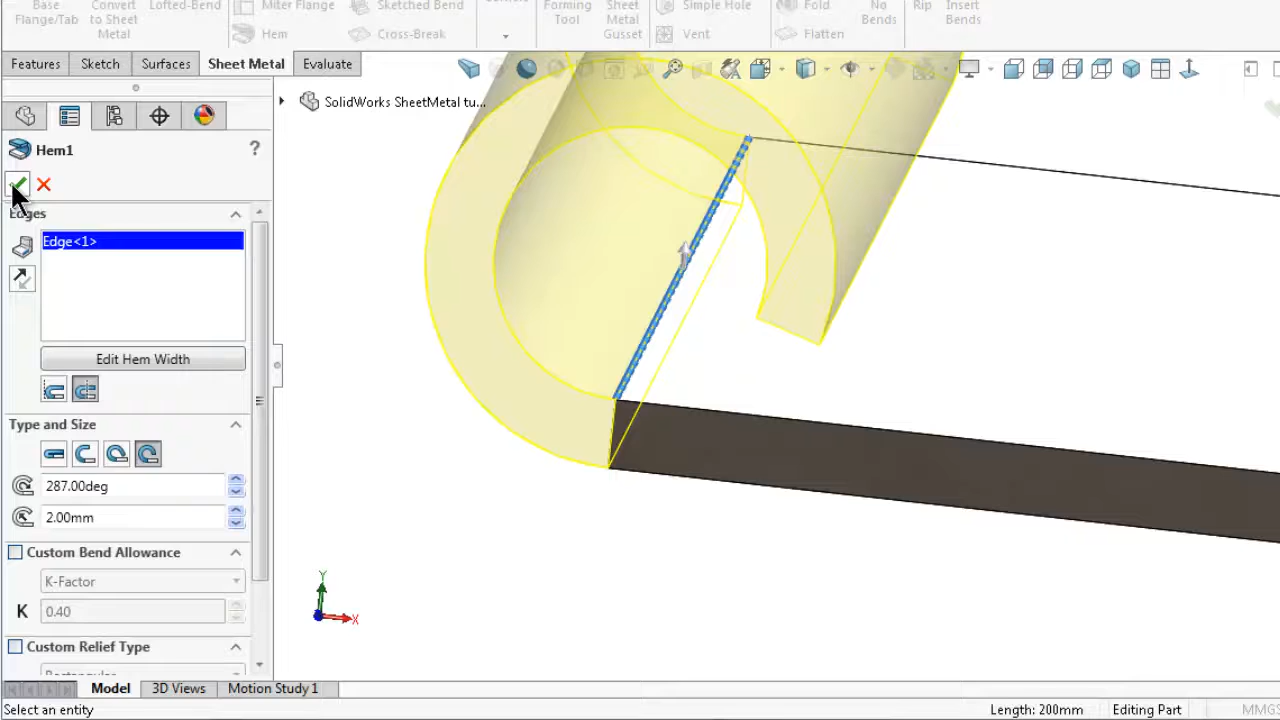 Base
Flange/Tab
Convert
to Sheet
Metal
Lofted-Bend
Miter Flange
Hem
Sketched Bend
Cross-Break
Forming
Tool
Sheet
Metal
Gusset
Simple Hole
Vent
Fold
Flatten
No
Bends
Rip
Insert
Bends
Features
Sketch
Surfaces
Sheet Metal
Evaluate
SolidWorks SheetMetal tu...
Hem1
?
Edges
Edge<1>
Edit Hem Width
Type and Size
287.00deg
2.00mm
Custom Bend Allowance
K-Factor
K
0.40
Custom Relief Type
Y
X
Model
3D Views
Motion Study 1
Select an entity
Length: 200mm
Editing Part
MMGS